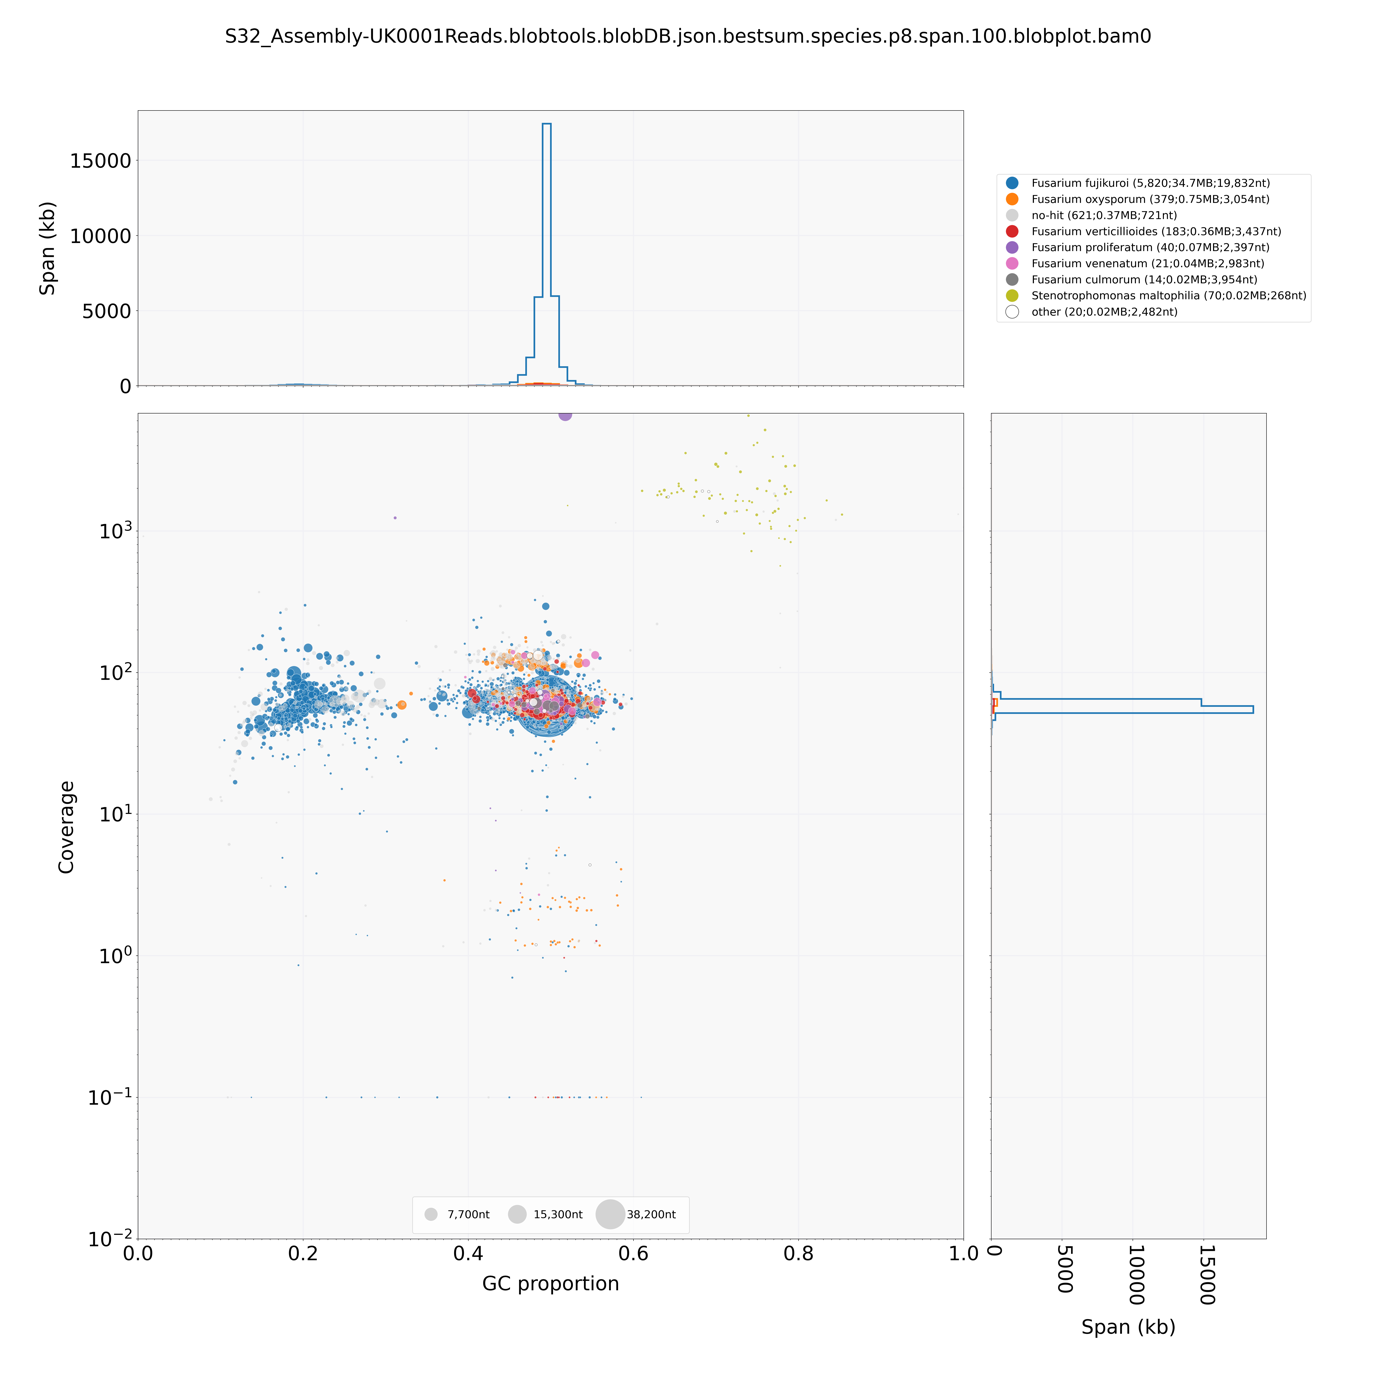 S32_Assembly-UK0001Reads.blobtools.blobDB.json.bestsum.species.p8.span.100.blobplot.bam0
Span (kb)
15000
10000
5000
0
Fusarium fujikuroi (5,820;34.7MB;19,832nt)
Fusarium oxysporum (379;0.75MB;3,054nt)
no-hit (621;0.37MB;721nt)
Fusarium verticillioides (183;0.36MB;3,437nt)
Fusarium proliferatum (40;0.07MB;2,397nt)
Fusarium venenatum (21;0.04MB;2,983nt)
Fusarium culmorum (14;0.02MB;3,954nt)
Stenotrophomonas maltophilia (70;0.02MB;268nt)
other (20;0.02MB;2,482nt)
Coverage
10³
10²
10¹
10⁰
10⁻¹
10⁻²
7,700nt 15,300nt 38,200nt
0.0 0.2 0.4 0.6 0.8 1.0
GC proportion
0 5000 10000 15000
Span (kb)